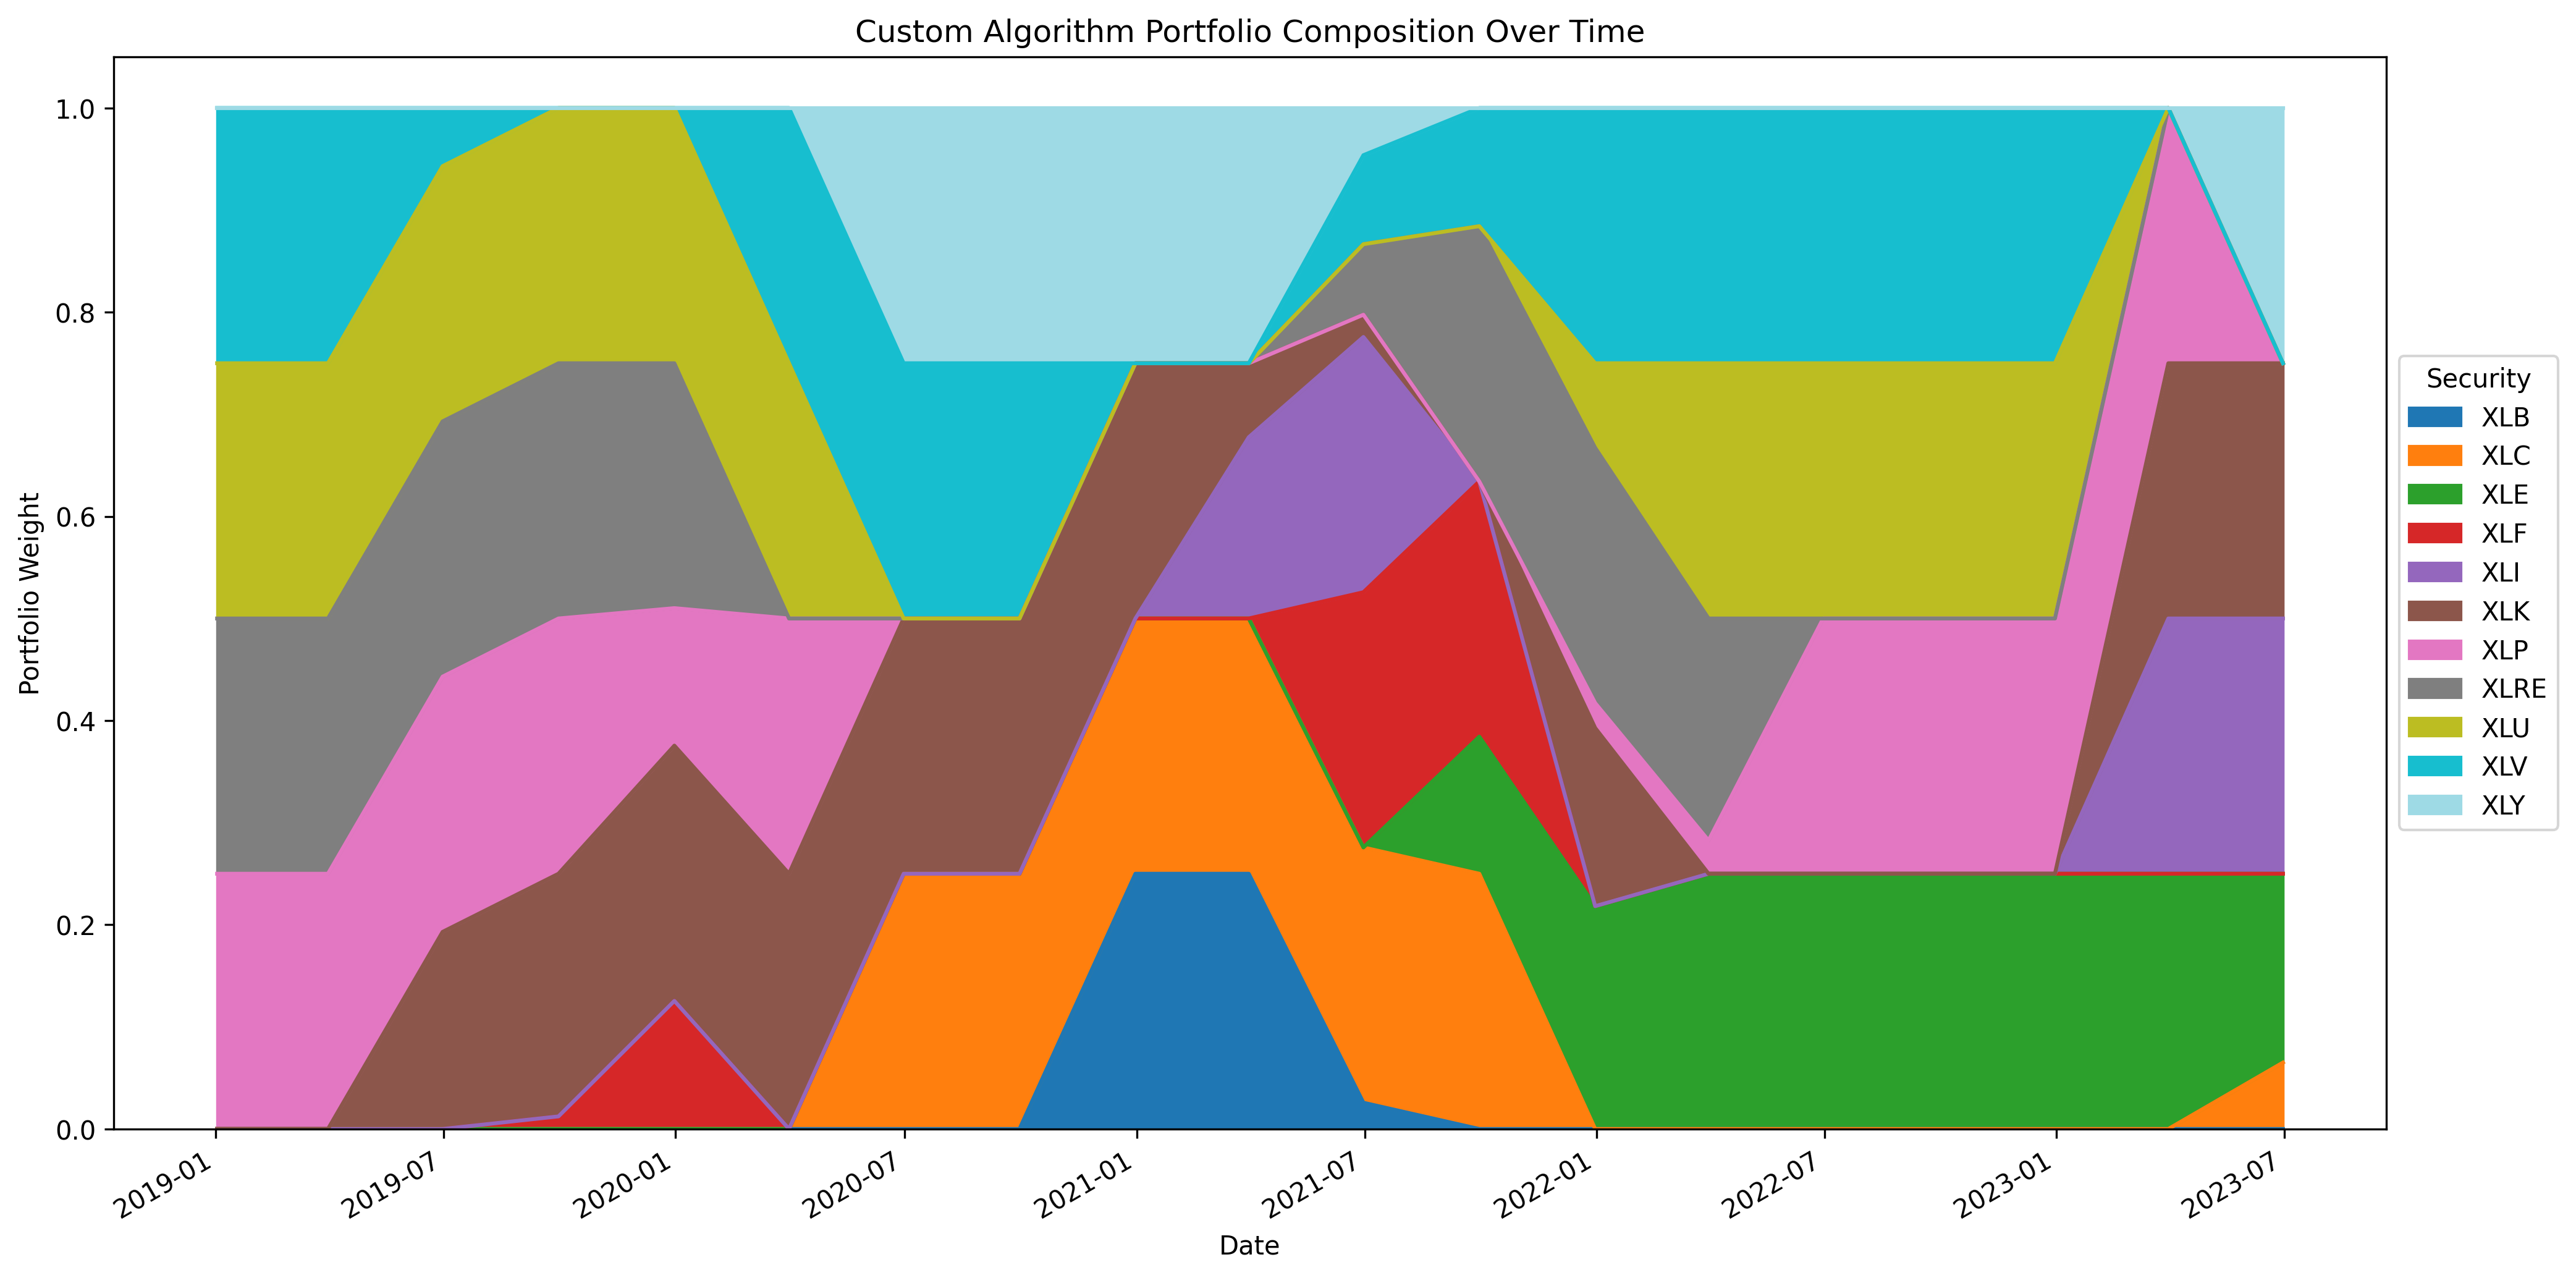 Custom Algorithm Portfolio Composition Over Time
Portfolio Weight
1.0
0.8
0.6
0.4
0.2
0.0
2019-01
2019-07
2020-01
2020-07
2021-01
2021-07
2022-01
2022-07
2023-01
2023-07
Date
Security
XLB
XLC
XLE
XLF
XLI
XLK
XLP
XLRE
XLU
XLV
XLY